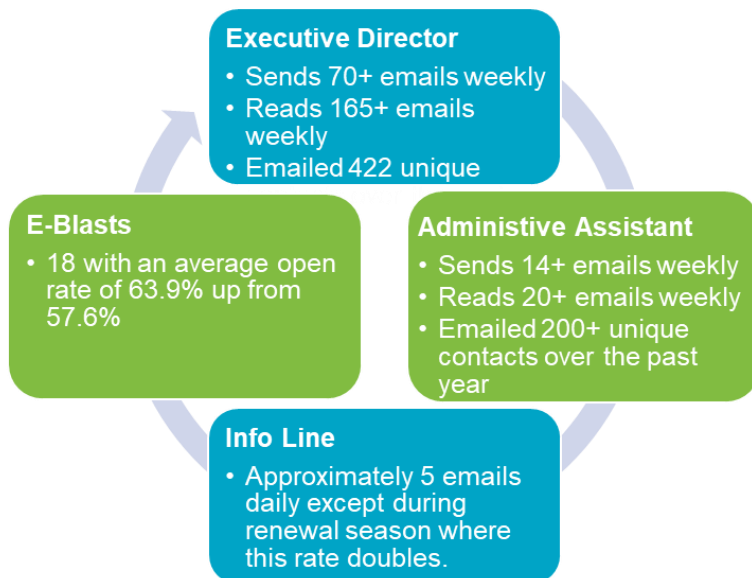 Executive Director
• Sends 70+ emails weekly
• Reads 165+ emails
weekly
• Emailed 422 unique
E-Blasts
• 18 with an average open
rate of 63.9% up from
57.6%
Administive Assistant
• Sends 14+ emails weekly
• Reads 20+ emails weekly
• Emailed 200+ unique
contacts over the past
year
Info Line
• Approximately 5 emails
daily except during
renewal season where
this rate doubles.